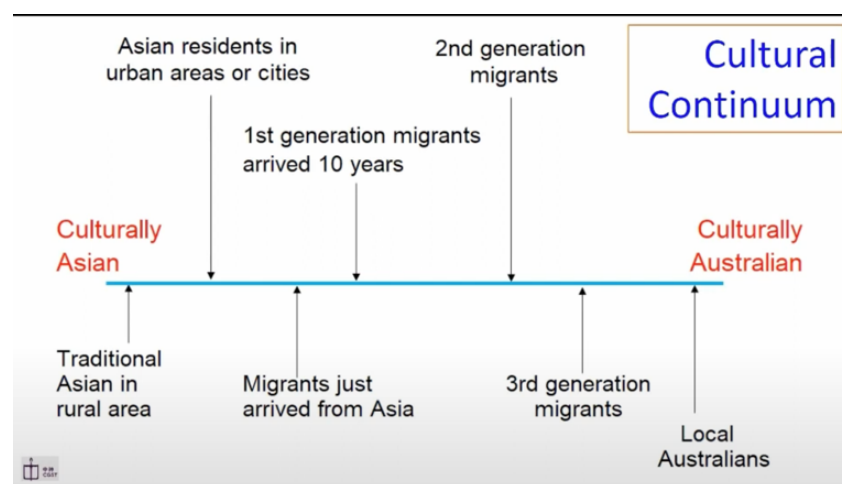 Cultural
Continuum
Asian residents in
urban areas or cities
2nd generation
migrants
1st generation migrants
arrived 10 years
Culturally
Asian
Culturally
Australian
Traditional
Asian in
rural area
Migrants just
arrived from Asia
3rd generation
migrants
Local
Australians